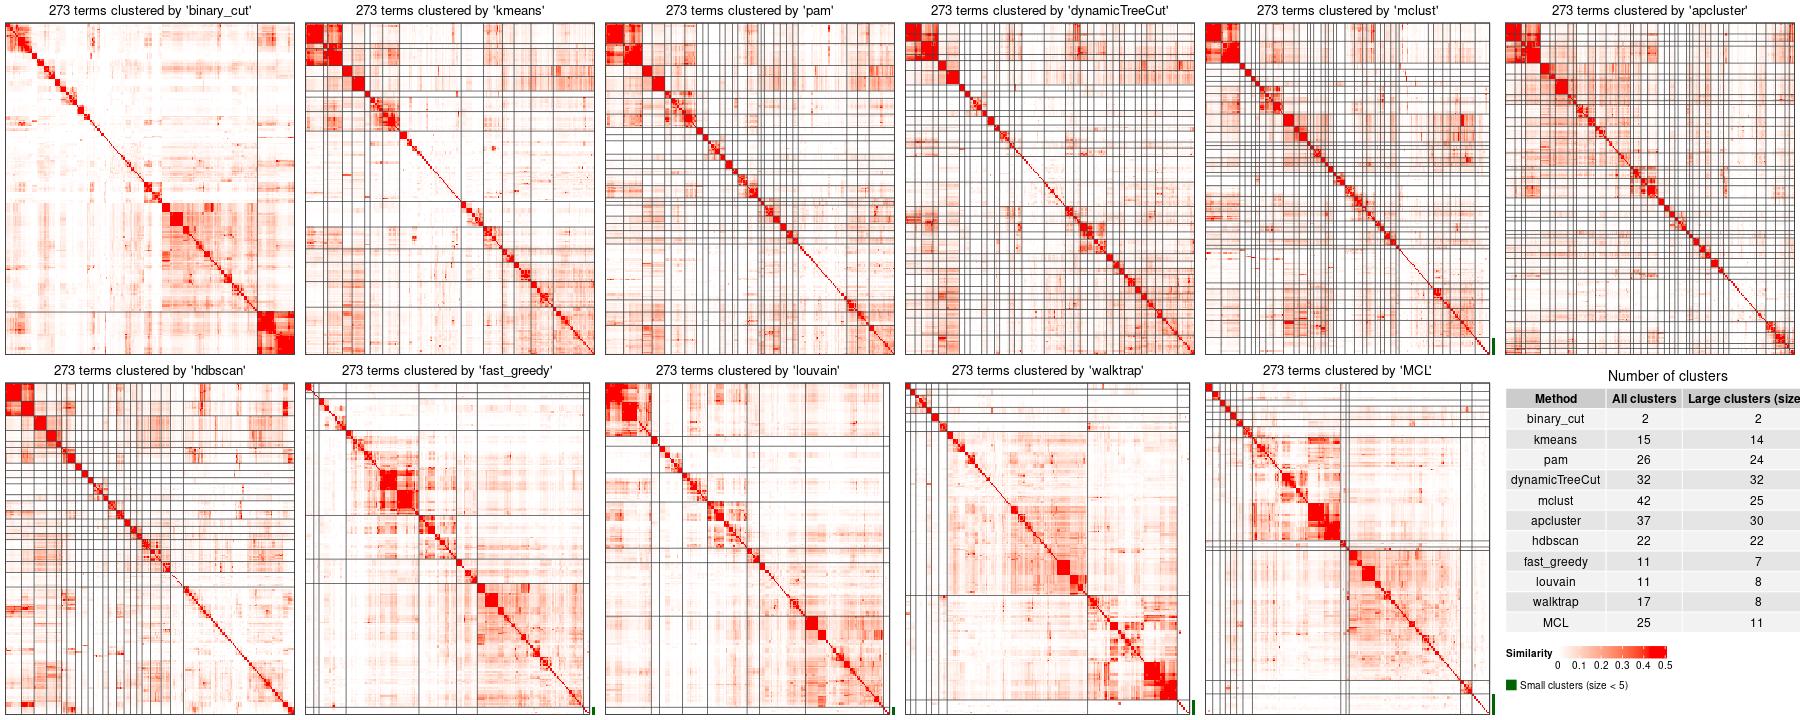 273 terms clustered by 'binary_cut'
273 terms clustered by 'kmeans'
273 terms clustered by 'pam'
273 terms clustered by 'dynamicTreeCut'
273 terms clustered by 'mclust'
273 terms clustered by 'apcluster'
273 terms clustered by 'hdbscan'
273 terms clustered by 'fast_greedy'
273 terms clustered by 'louvain'
273 terms clustered by 'walktrap'
273 terms clustered by 'MCL'
Number of clusters
Method All clusters Large clusters (size
binary_cut 2 2
kmeans 15 14
pam 26 24
dynamicTreeCut 32 32
mclust 42 25
apcluster 37 30
hdbscan 22 22
fast_greedy 11 7
louvain 11 8
walktrap 17 8
MCL 25 11
Similarity
0 0.1 0.2 0.3 0.4 0.5
Small clusters (size < 5)